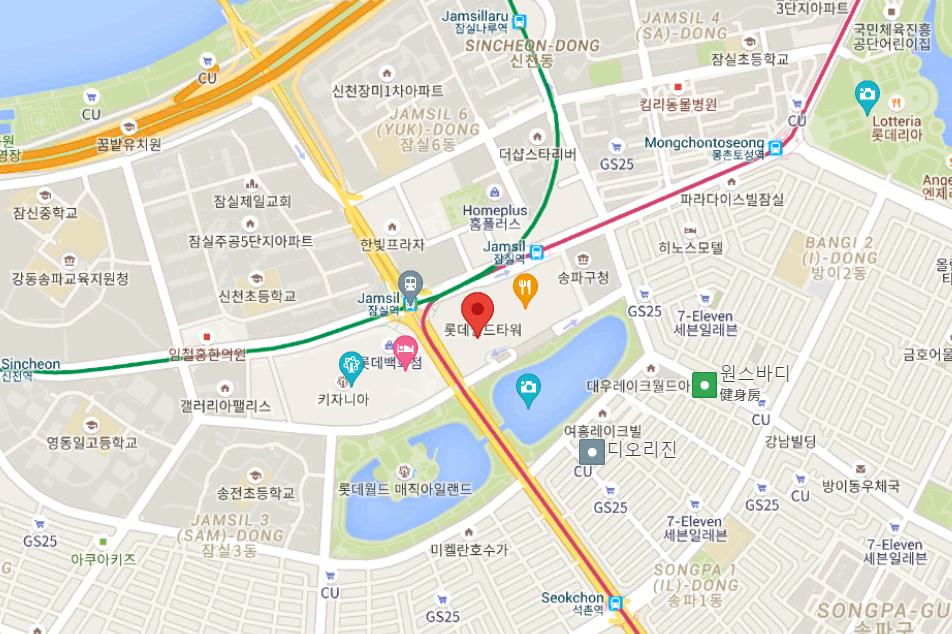 Jamsillaru
잠실나루역
SINCHEON-DONG
신천동
JAMSIL 4
(SA)-DONG
3단지아파트
국민체육진흥
공단어린이집
잠실초등학교
CU
CU
신천장미1차아파트
킴리동물병원
CU
Lotteria
롯데리아
JAMSIL 6
(YUK)-DONG
잠실6동
꿈밭유치원
영장
더샵스타리버
GS25
Mongchontoseong
몽촌토성역
잠실제일교회
잠신중학교
Homeplus
홈플러스
파라다이스빌잠실
엔제리
잠실주공5단지아파트
한빛프라자
Jamsil
잠실역
히노스모텔
BANGI 2
(I)-DONG
방이2동
강동송파교육지원청
송파구청
신천초등학교
Jamsil
잠실역
GS25
7-Eleven
세븐일레븐
롯데월드타워
임철홍한의원
Sincheon
신천역
롯데백화점
키자니아
대우레이크월드아
원스바디
健身房
CU
갤러리아팰리스
영동일고등학교
여흥레이크빌
디오리진
CU
강남빌딩
롯데월드 매직아일랜드
송전초등학교
GS25
GS25
CU
방이동우체국
JAMSIL 3
(SAM)-DONG
잠실3동
GS25
미켈란호수가
7-Eleven
세븐일레븐
7-Eleven
세븐일레븐
아쿠아키즈
CU
SONGPA 1
(IL)-DONG
송파1동
Seokchon
석촌역
GS25
SONGPA-GU
송파구